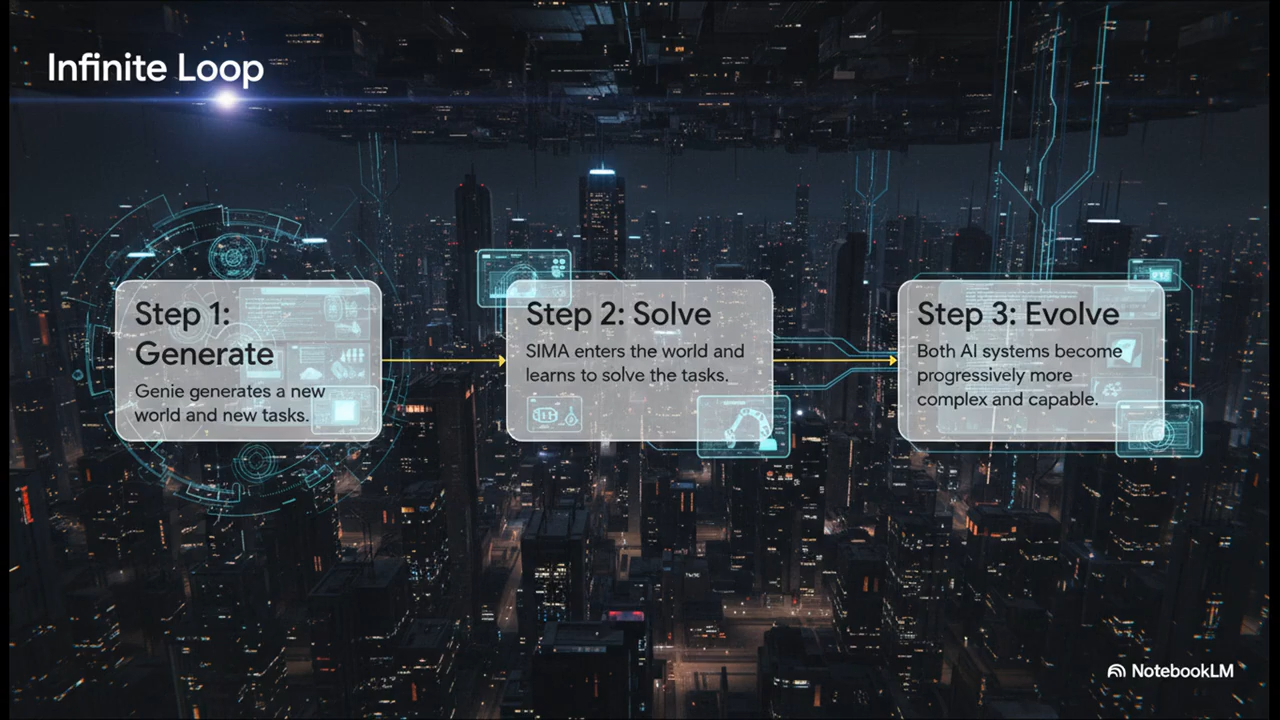 Infinite Loop
Step 1:
Generate
Genie generates a new
world and new tasks.
Step 2: Solve
SIMA enters the world and
learns to solve the tasks.
Step 3: Evolve
Both AI systems become
progressively more
complex and capable.
NotebookLM